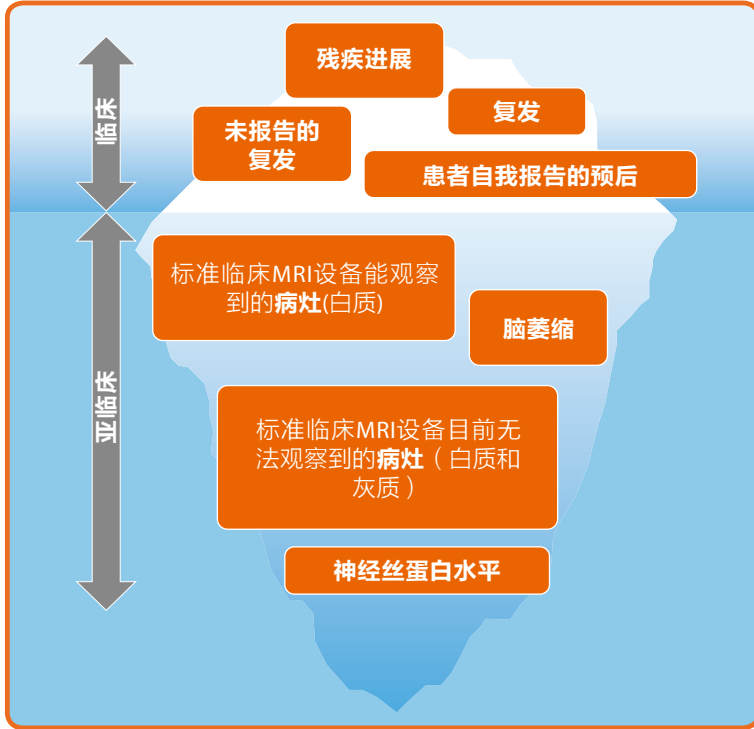 残疾进展
复发
临床
未报告的
复发
患者自我报告的预后
标准临床MRI设备能观察
到的病灶(白质)
脑萎缩
亚临床
标准临床MRI设备目前无
法观察到的病灶（白质和
灰质）
神经丝蛋白水平